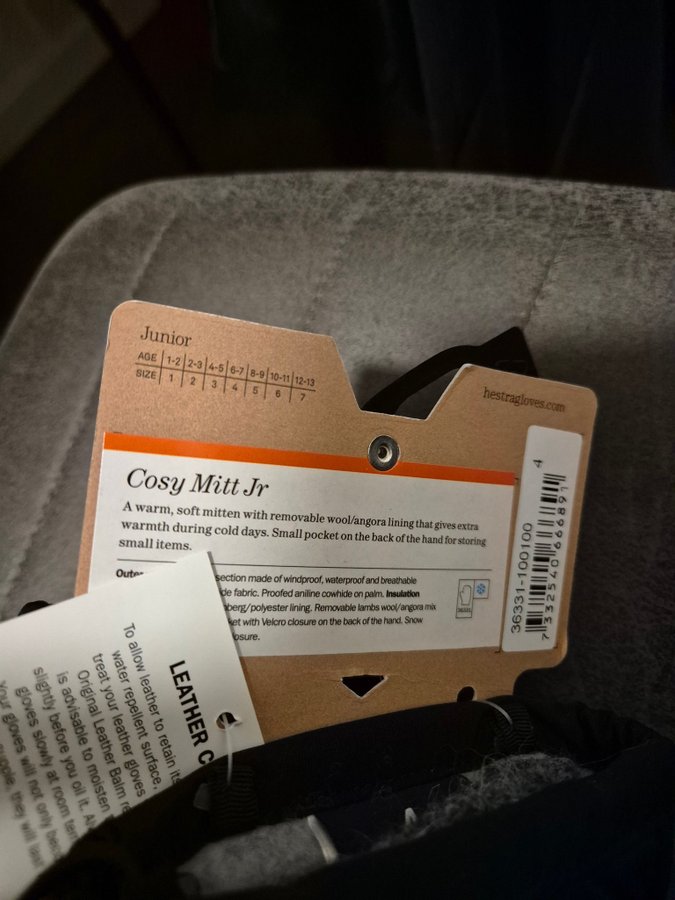 Junior
AGE 1-2 2-3 4-5 6-7 8-9 10-11 12-13
SIZE 1 2 3 4 5 6 7
hestragloves.com
Cosy Mitt Jr
A warm, soft mitten with removable wool/angora lining that gives extra
warmth during cold days. Small pocket on the back of the hand for storing
small items.
section made of windproof, waterproof and breathable
fabric. Proofed aniline cowhide on palm. Insulation
polyester lining. Removable lambs wool/angora mix
with Velcro closure on the back of the hand. Snow
36331-100100
7 332540 666891
4
LEATHER C
To allow leather to retain its
water repellent surface,
treat your leather gloves
Original Leather Balm
is advisable to moisten
slightly before you oil it.
gloves slowly at room
Your gloves will not only
they will last